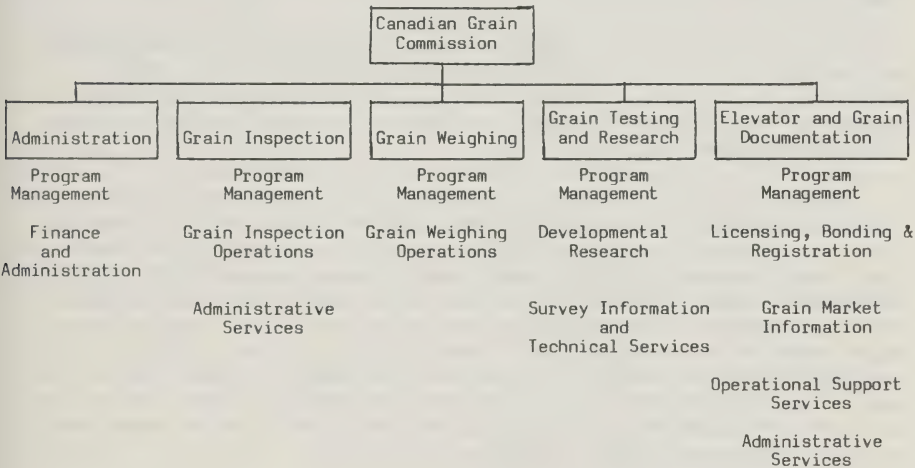 Canadian Grain
Commission
Administration
Grain Inspection
Grain Weighing
Grain Testing
and Research
Elevator and Grain
Documentation
Program
Management
Finance
and
Administration
Program
Management
Grain Inspection
Operations
Administrative
Services
Program
Management
Grain Weighing
Operations
Program
Management
Developmental
Research
Survey Information
and
Technical Services
Program
Management
Licensing, Bonding &
Registration
Grain Market
Information
Operational Support
Services
Administrative
Services